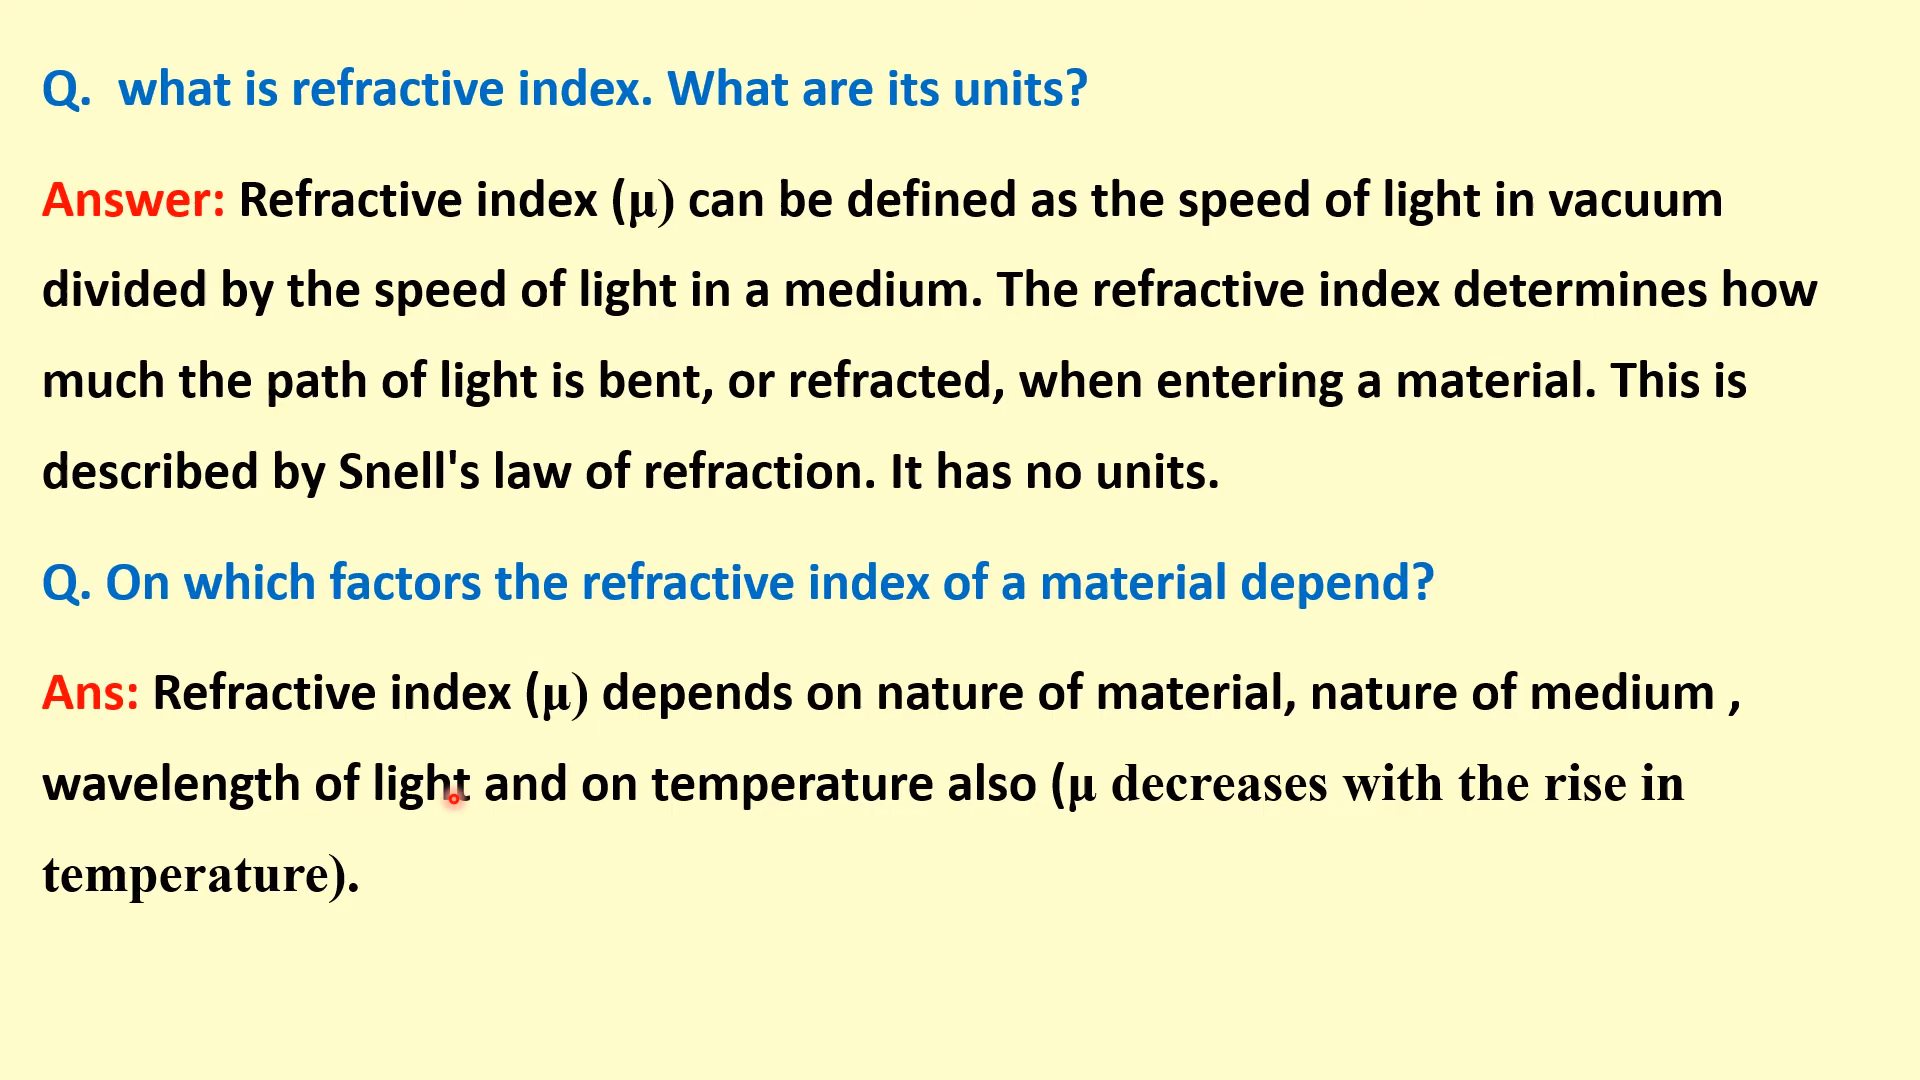 Q.  what is refractive index. What are its units?
Answer: Refractive index (μ) can be defined as the speed of light in vacuum
divided by the speed of light in a medium. The refractive index determines how
much the path of light is bent, or refracted, when entering a material. This is
described by Snell's law of refraction. It has no units.
Q. On which factors the refractive index of a material depend?
Ans: Refractive index (μ) depends on nature of material, nature of medium ,
wavelength of light and on temperature also (μ decreases with the rise in
temperature).